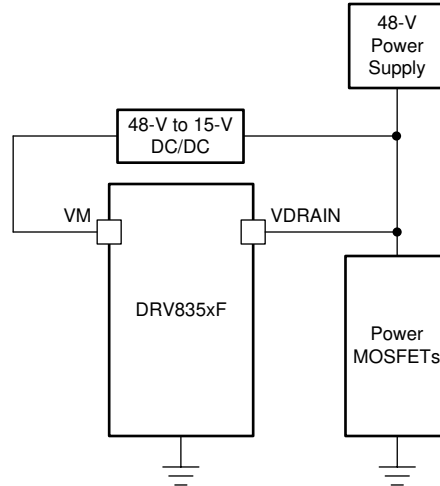 48-V
Power
Supply
48-V to 15-V
DC/DC
VM
VDRAIN
DRV835xF
Power
MOSFETs